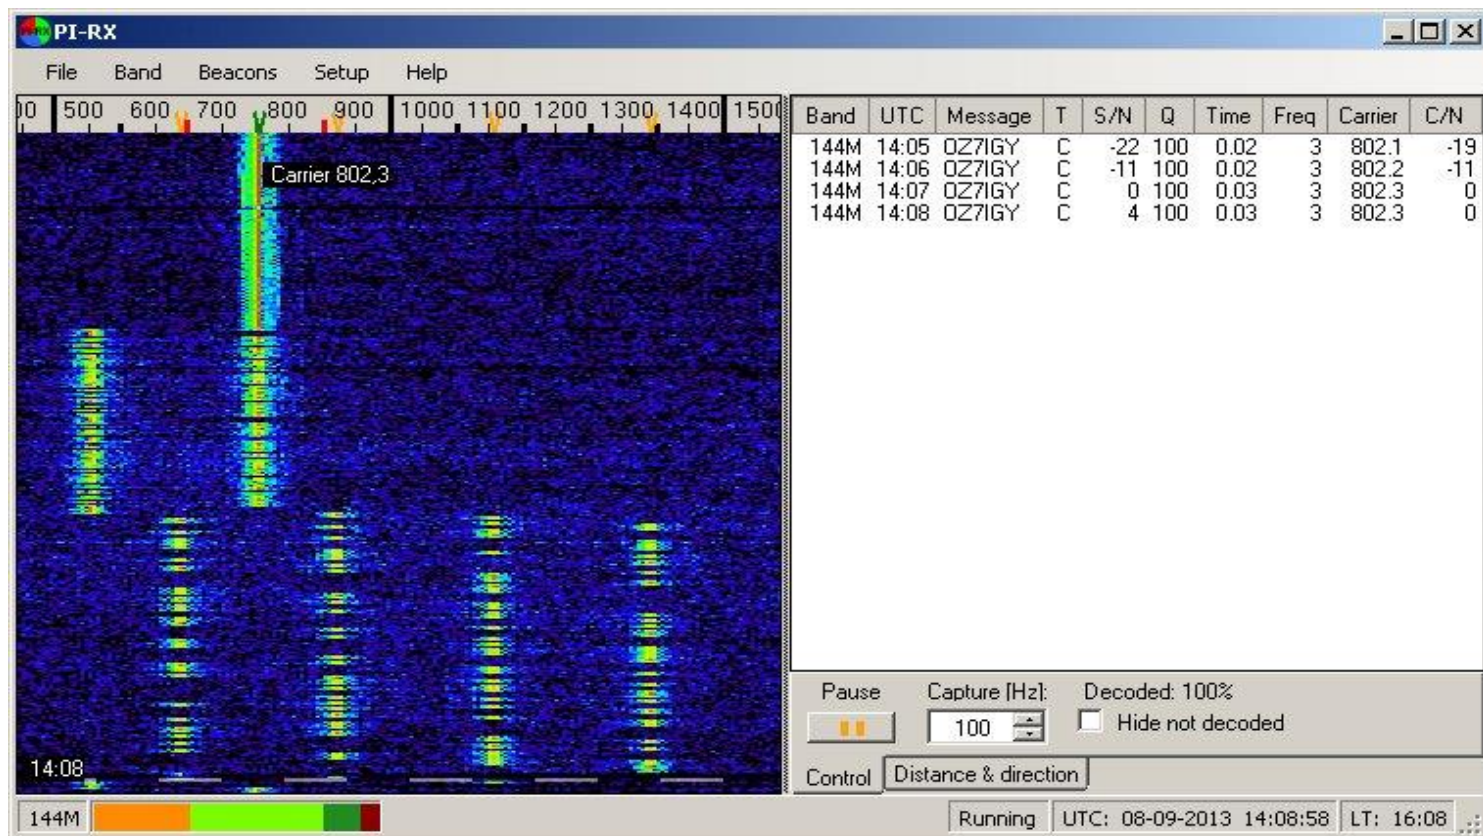 PI-RX
File Band Beacons Setup Help
500 600 700 800 900 1000 1100 1200 1300 1400 1500
Carrier 802,3
14:08
Band UTC Message T S/N Q Time Freq Carrier C/N
144M 14:05 OZ7IGY C -22 100 0.02 3 802.1 -19
144M 14:06 OZ7IGY C -11 100 0.02 3 802.2 -11
144M 14:07 OZ7IGY C 0 100 0.03 3 802.3 0
144M 14:08 OZ7IGY C 4 100 0.03 3 802.3 0
Pause Capture [Hz]: Decoded: 100%
100 Hide not decoded
Control Distance & direction
144M Running UTC: 08-09-2013 14:08:58 LT: 16:08